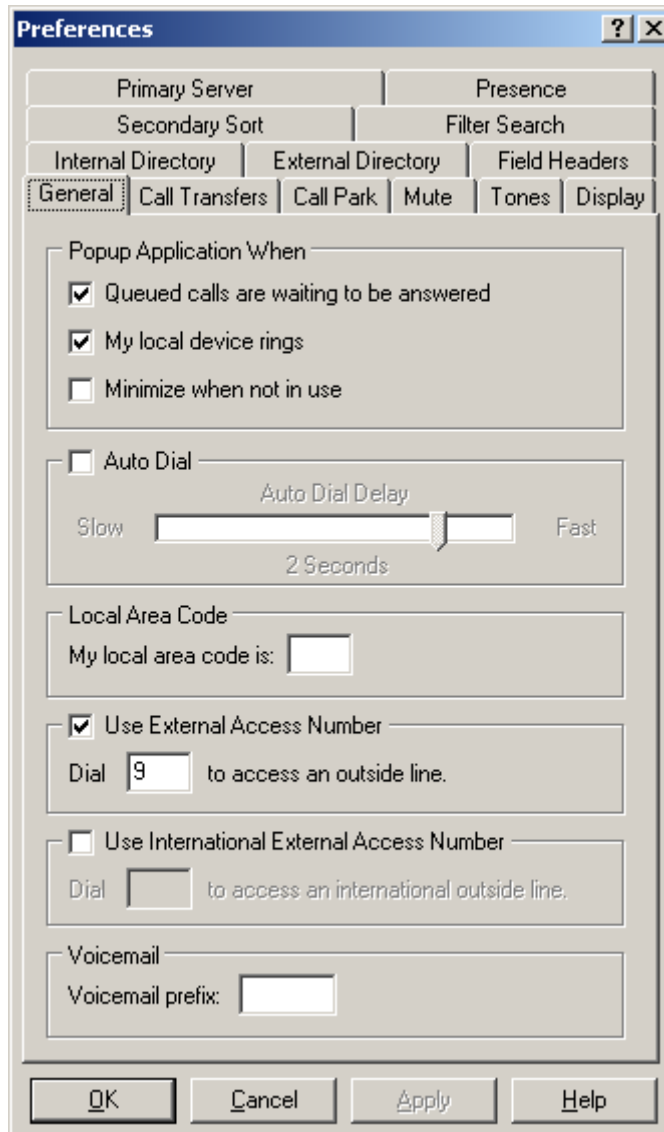 Preferences
Primary Server Presence
Secondary Sort Filter Search
Internal Directory External Directory Field Headers
General Call Transfers Call Park Mute Tones Display
Popup Application When
Queued calls are waiting to be answered
My local device rings
Minimize when not in use
Auto Dial
Auto Dial Delay
Slow Fast
2 Seconds
Local Area Code
My local area code is:
Use External Access Number
Dial 9 to access an outside line.
Use International External Access Number
Dial to access an international outside line.
Voicemail
Voicemail prefix:
OK Cancel Apply Help